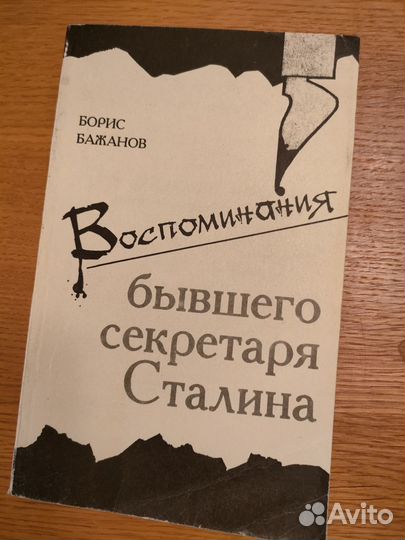 БОРИС
БАЖАНОВ
Воспоминания
бывшего
секретаря
Сталина
Avito